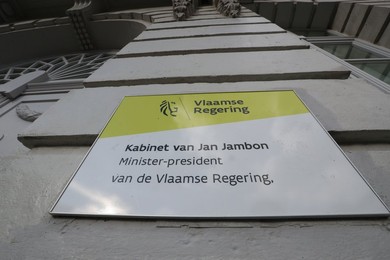 Vlaamse
Regering
Kabinet van Jan Jambon
Minister-president
van de Vlaamse Regering,